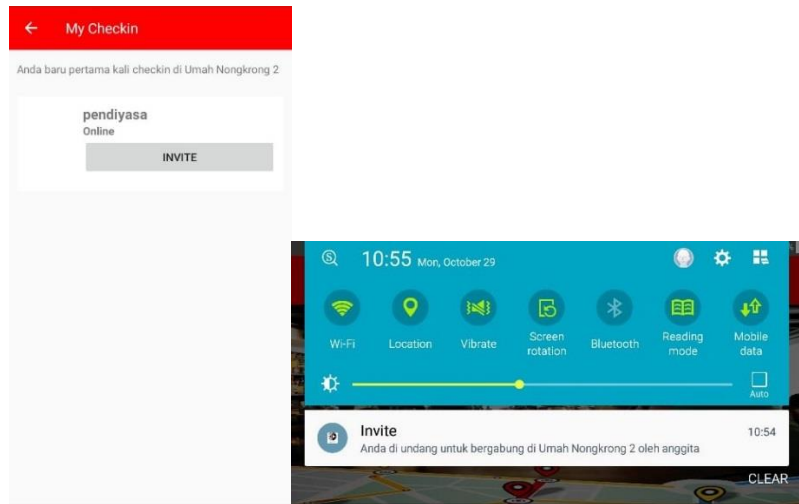 My Checkin
Anda baru pertama kali checkin di Umah Nongkrong 2
pendiyasa
Online
INVITE
10:55 Mon, October 29
Wi-Fi
Location
Vibrate
Screen
rotation
Bluetooth
Reading
mode
Mobile
data
Auto
Invite
10:54
Anda di undang untuk bergabung di Umah Nongkrong 2 oleh anggita
CLEAR